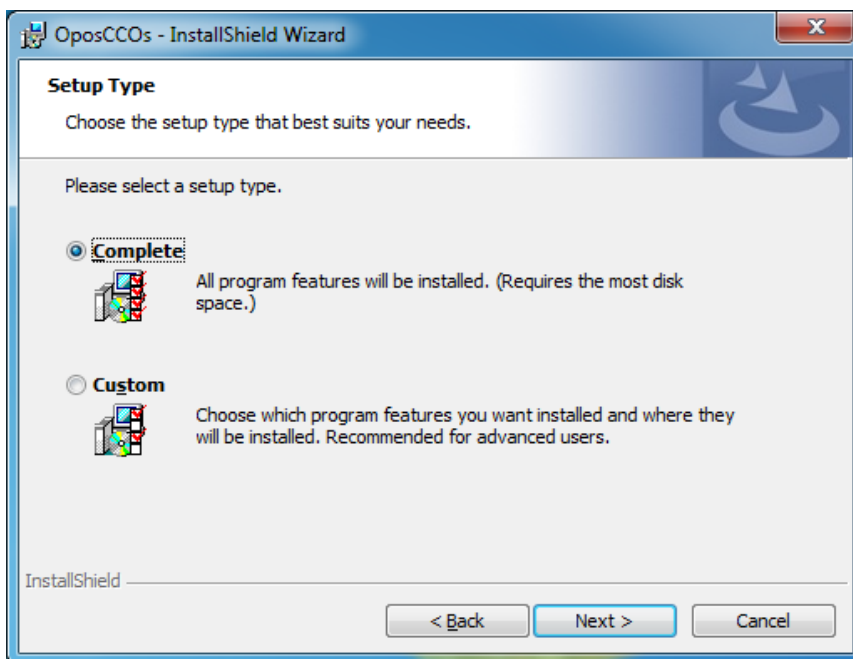 OposCCOs - InstallShield Wizard
Setup Type
Choose the setup type that best suits your needs.
Please select a setup type.
Complete
All program features will be installed. (Requires the most disk
space.)
Custom
Choose which program features you want installed and where they
will be installed. Recommended for advanced users.
InstallShield
< Back Next > Cancel